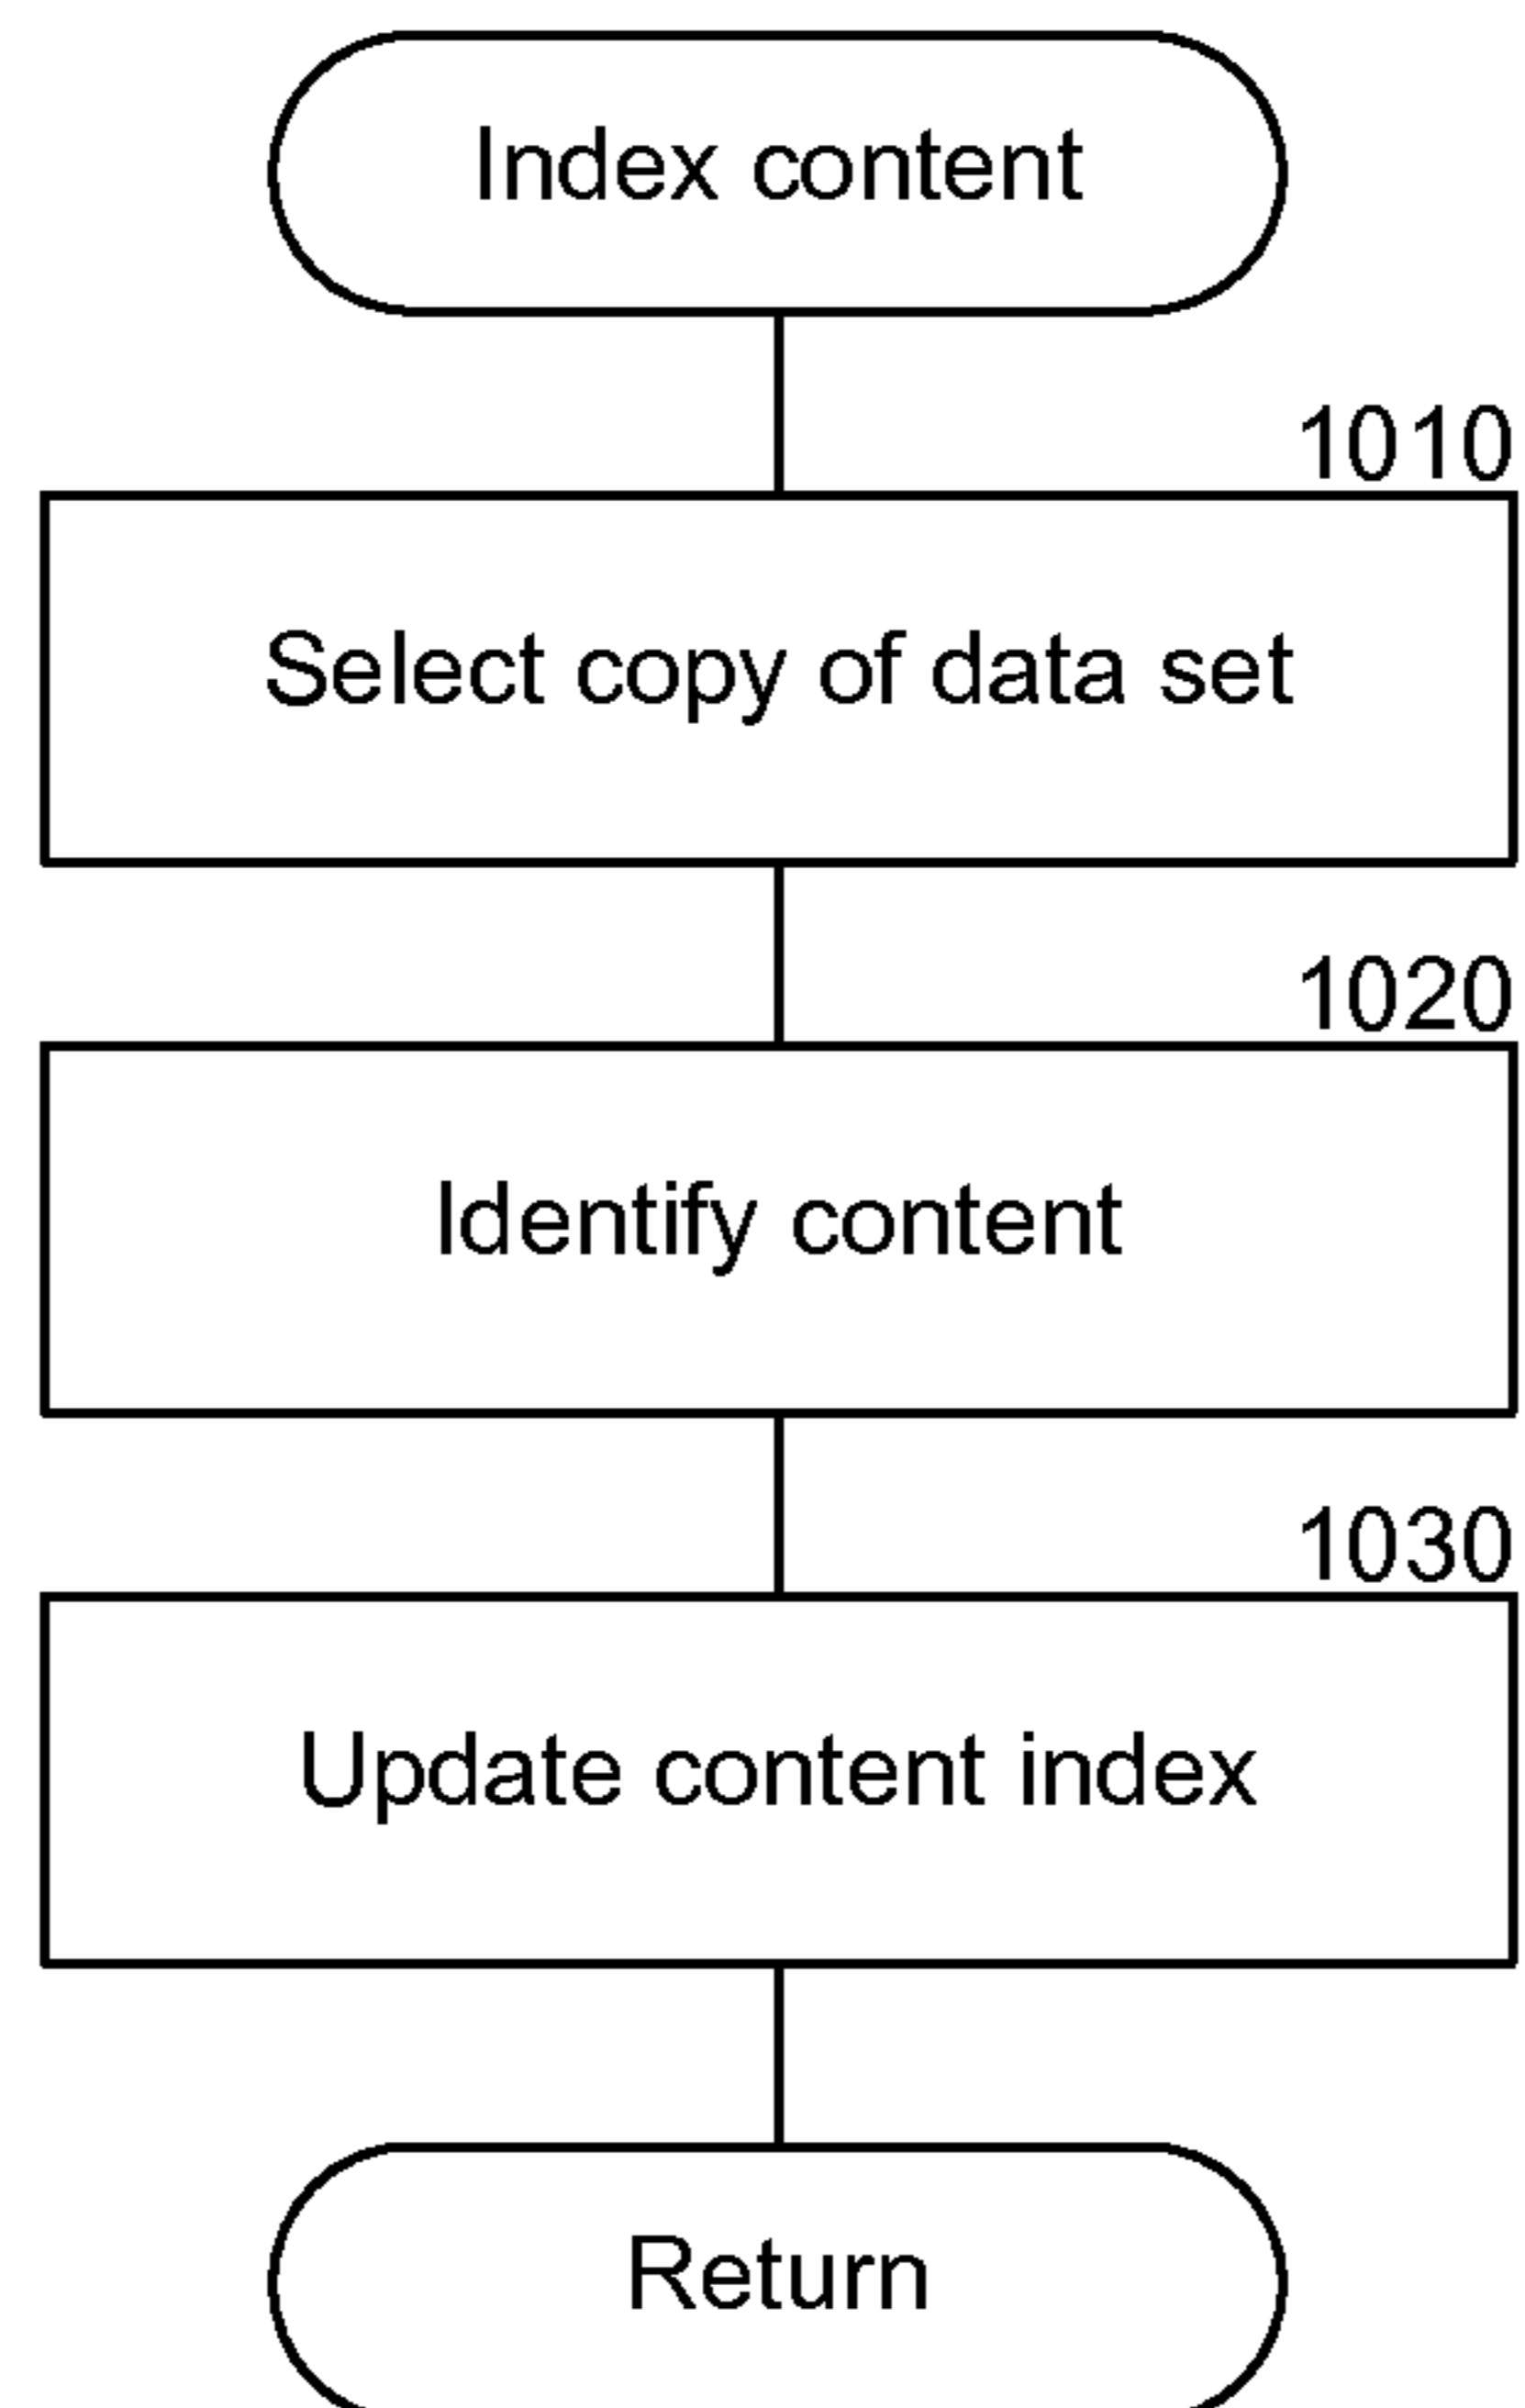 Index content
1010
Select copy of data set
1020
Identify content
1030
Update content index
Return